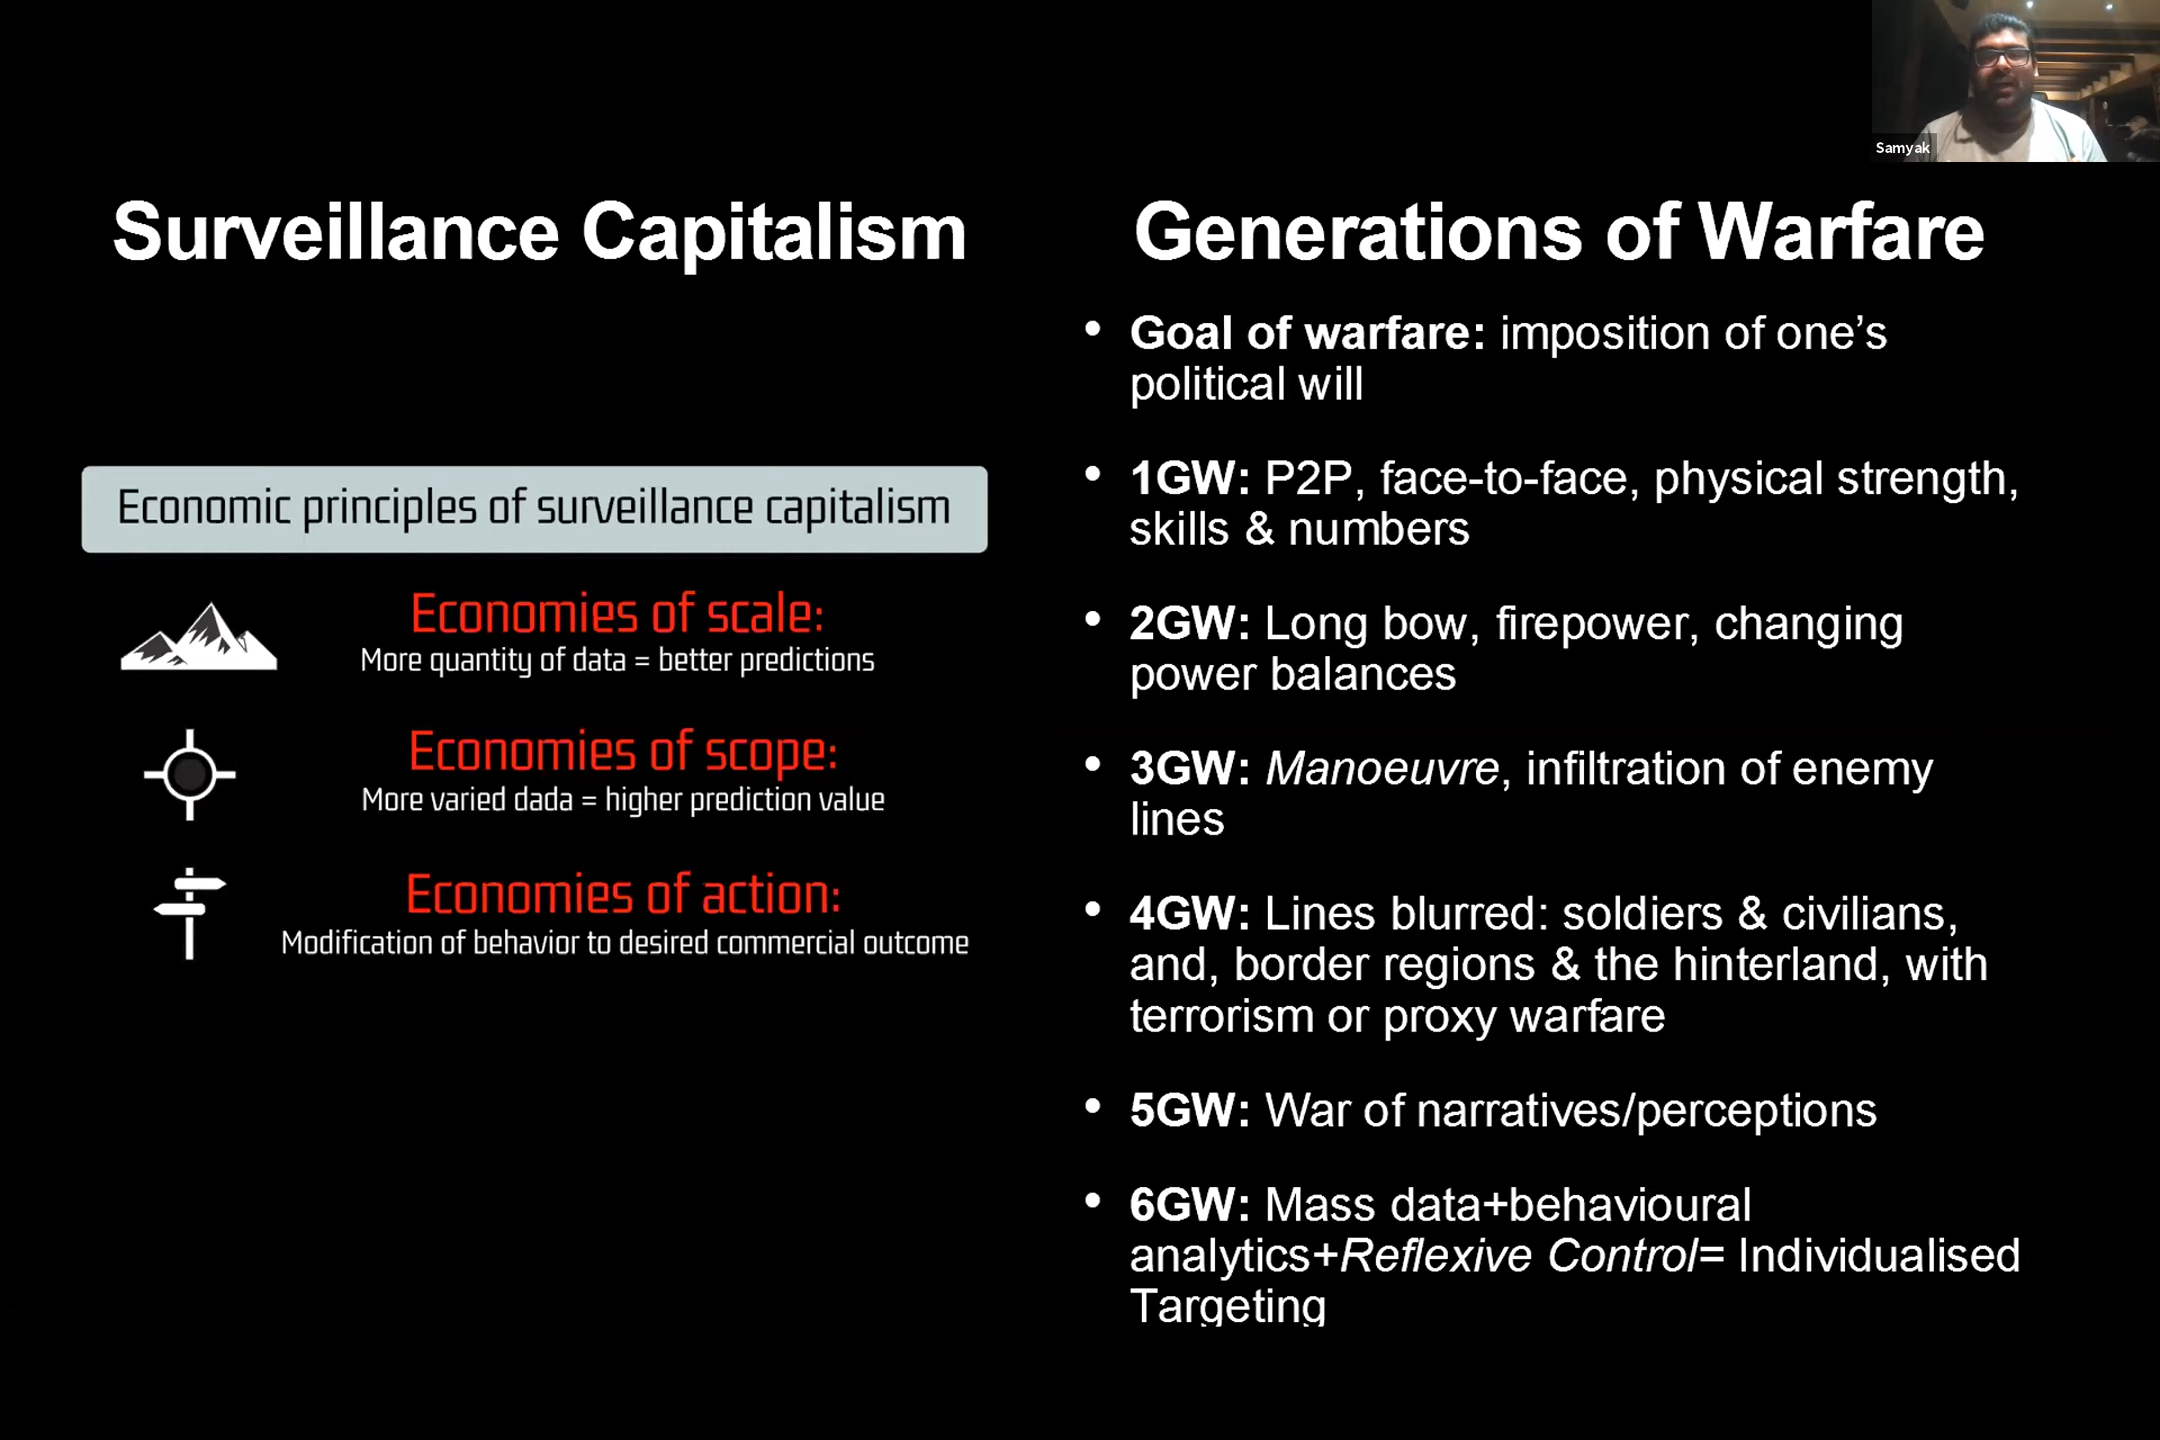 Samyak
Surveillance Capitalism
Economic principles of surveillance capitalism
Economies of scale:
More quantity of data = better predictions
Economies of scope:
More varied dada = higher prediction value
Economies of action:
Modification of behavior to desired commercial outcome
Generations of Warfare
• Goal of warfare: imposition of one’s
political will
• 1GW: P2P, face-to-face, physical strength,
skills & numbers
• 2GW: Long bow, firepower, changing
power balances
• 3GW: Manoeuvre, infiltration of enemy
lines
• 4GW: Lines blurred: soldiers & civilians,
and, border regions & the hinterland, with
terrorism or proxy warfare
• 5GW: War of narratives/perceptions
• 6GW: Mass data+behavioural
analytics+Reflexive Control= Individualised
Targeting